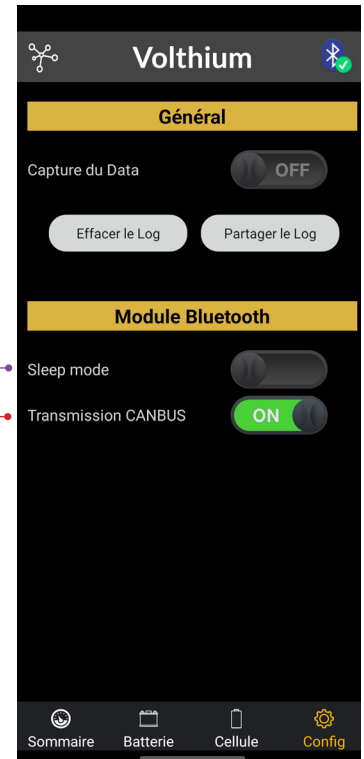 Volthium
Général
Capture du Data OFF
Effacer le Log Partager le Log
Module Bluetooth
Sleep mode
Transmission CANBUS ON
Sommaire Batterie Cellule Config